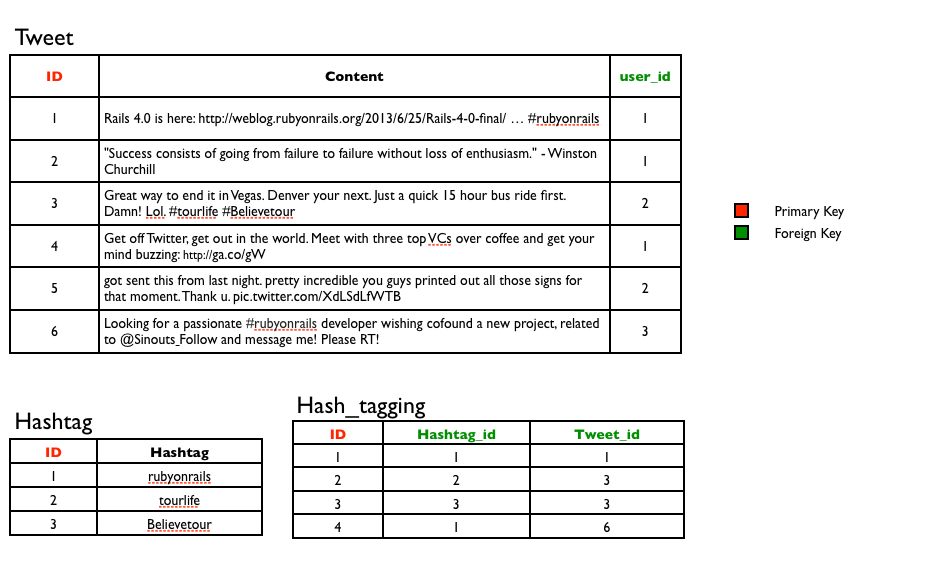 Tweet
ID Content user_id
1 Rails 4.0 is here: http://weblog.rubyonrails.org/2013/6/25/Rails-4-0-final/ … #rubyonrails 1
2 "Success consists of going from failure to failure without loss of enthusiasm." - Winston 1
Churchill
3 Great way to end it in Vegas. Denver your next. Just a quick 15 hour bus ride first. 2
Damn! Lol. #tourlife #Believetour
4 Get off Twitter, get out in the world. Meet with three top VCs over coffee and get your 1
mind buzzing: http://ga.co/gW
5 got sent this from last night. pretty incredible you guys printed out all those signs for 2
that moment. Thank u. pic.twitter.com/XdLSdLfWTB
6 Looking for a passionate #rubyonrails developer wishing cofound a new project, related 3
to @Sinouts_Follow and message me! Please RT!
Primary Key
Foreign Key
Hashtag
ID Hashtag
1 rubyonrails
2 tourlife
3 Believetour
Hash_tagging
ID Hashtag_id Tweet_id
1 1 1
2 2 3
3 3 3
4 1 6